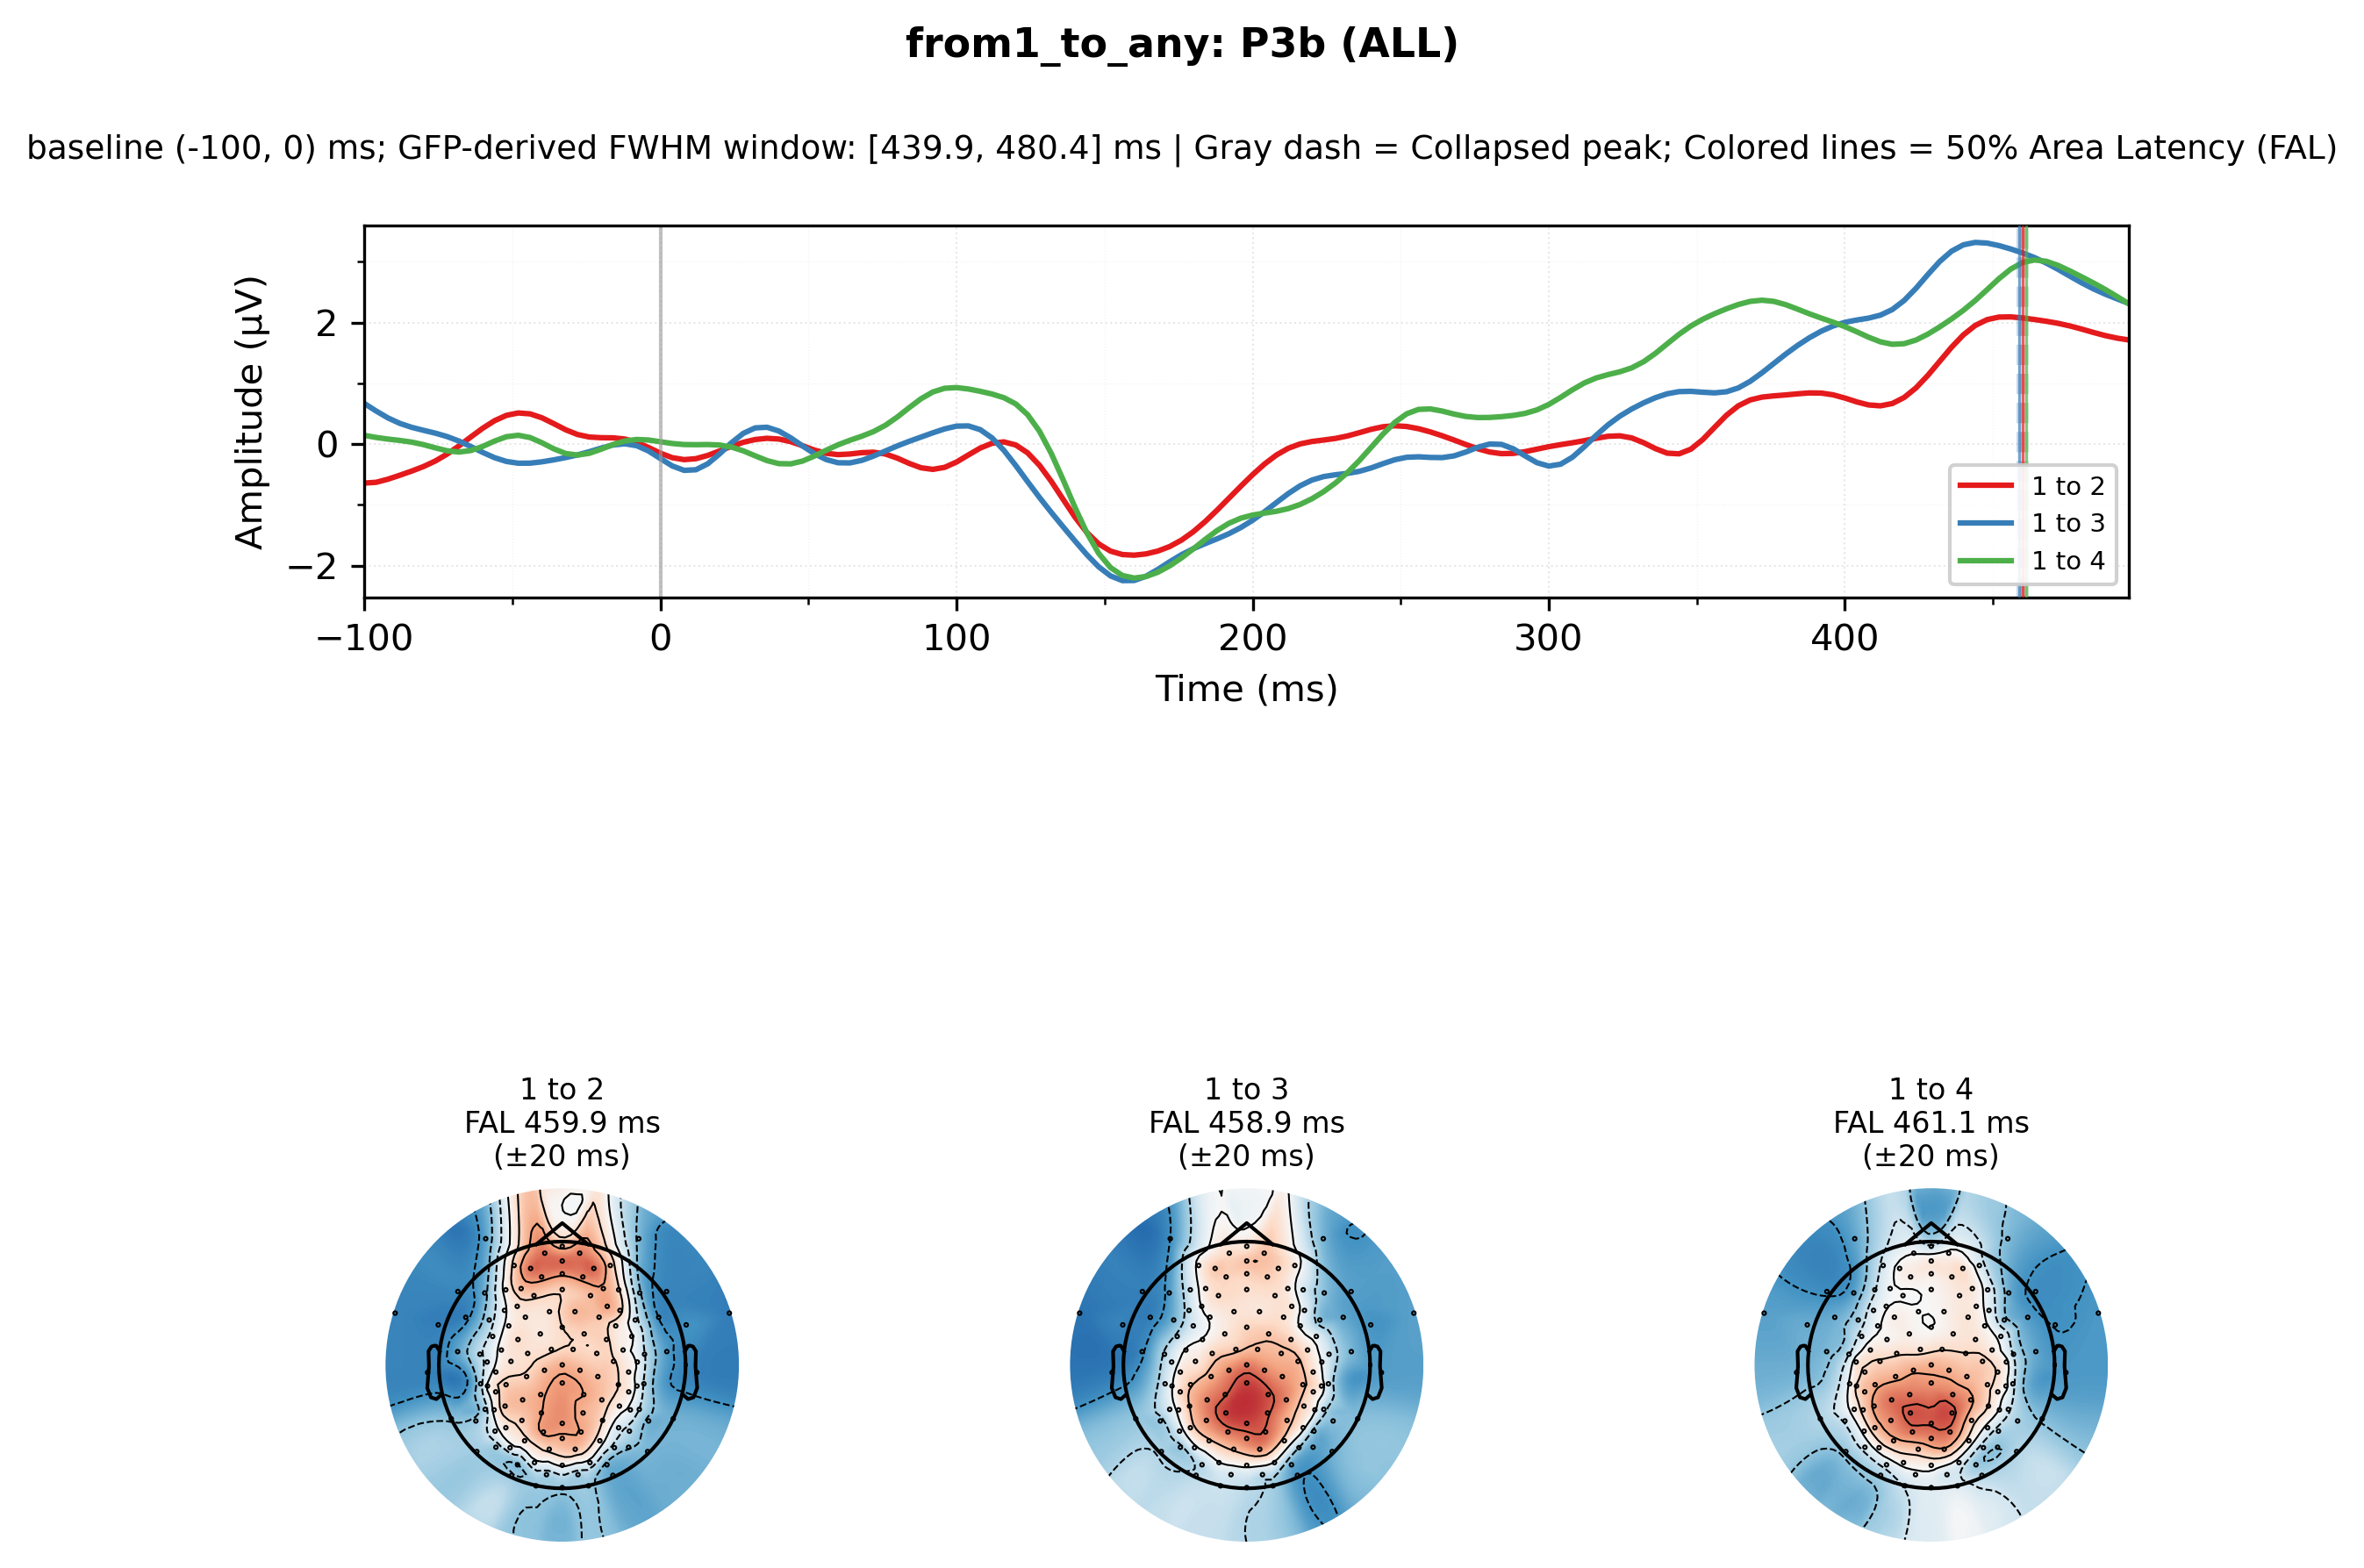 from1_to_any: P3b (ALL)
baseline (-100, 0) ms; GFP-derived FWHM window: [439.9, 480.4] ms | Gray dash = Collapsed peak; Colored lines = 50% Area Latency (FAL)
Amplitude (µV)
2
0
−2
1 to 2
1 to 3
1 to 4
−100 0 100 200 300 400
Time (ms)
1 to 2
FAL 459.9 ms
(±20 ms)
1 to 3
FAL 458.9 ms
(±20 ms)
1 to 4
FAL 461.1 ms
(±20 ms)